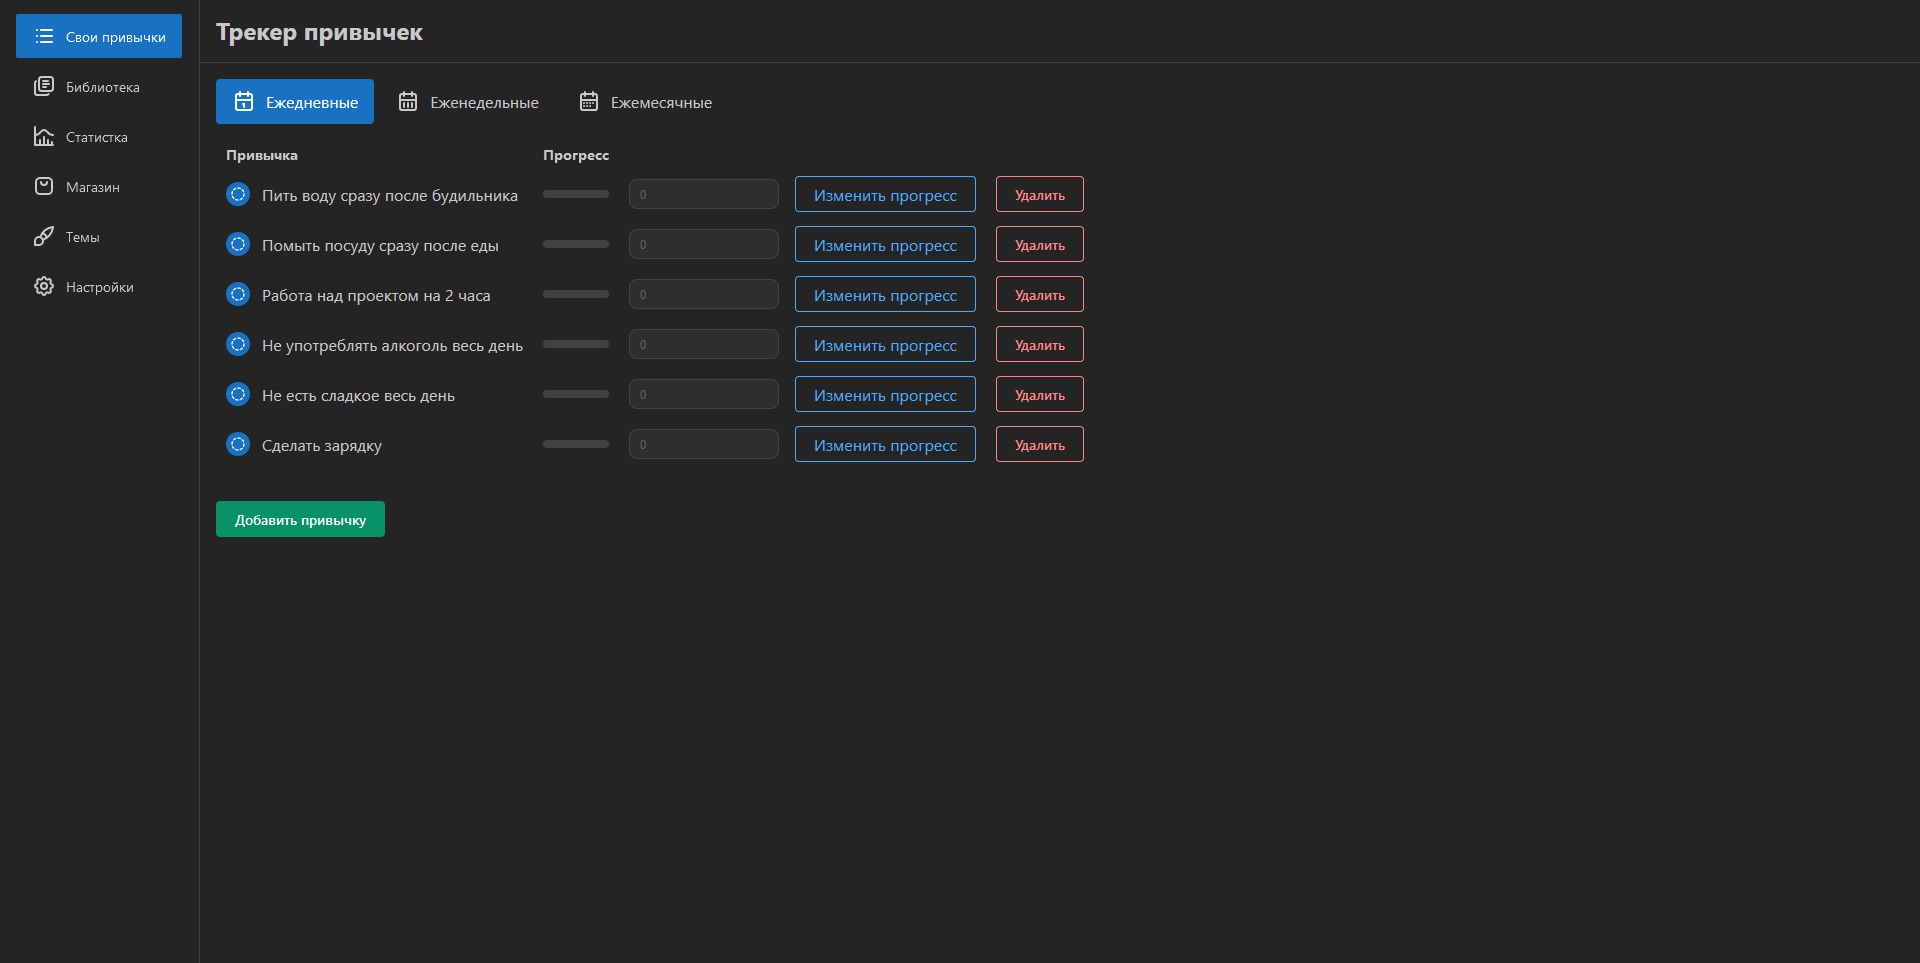 Свои привычки
Библиотека
Статистка
Магазин
Темы
Настройки
Трекер привычек
Ежедневные Еженедельные Ежемесячные
Привычка Прогресс
Пить воду сразу после будильника 0 Изменить прогресс Удалить
Помыть посуду сразу после еды 0 Изменить прогресс Удалить
Работа над проектом на 2 часа 0 Изменить прогресс Удалить
Не употреблять алкоголь весь день 0 Изменить прогресс Удалить
Не есть сладкое весь день 0 Изменить прогресс Удалить
Сделать зарядку 0 Изменить прогресс Удалить
Добавить привычку